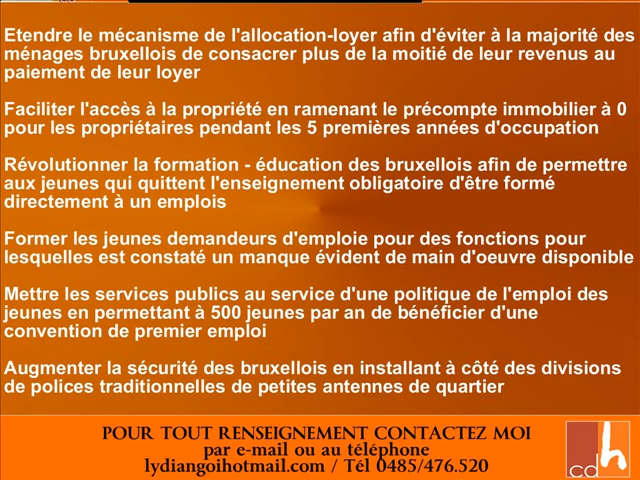 Etendre le mécanisme de l'allocation-loyer afin d'éviter à la majorité des
ménages bruxellois de consacrer plus de la moitié de leur revenus au
paiement de leur loyer
Faciliter l'accès à la propriété en ramenant le précompte immobilier à 0
pour les propriétaires pendant les 5 premières années d'occupation
Révolutionner la formation - éducation des bruxellois afin de permettre
aux jeunes qui quittent l'enseignement obligatoire d'être formé
directement à un emplois
Former les jeunes demandeurs d'emploie pour des fonctions pour
lesquelles est constaté un manque évident de main d'oeuvre disponible
Mettre les services publics au service d'une politique de l'emploi des
jeunes en permettant à 500 jeunes par an de bénéficier d'une
convention de premier emploi
Augmenter la sécurité des bruxellois en installant à côté des divisions
de polices traditionnelles de petites antennes de quartier
POUR TOUT RENSEIGNEMENT CONTACTEZ MOI
par e-mail ou au téléphone
lydiangoihotmail.com / Tél 0485/476.520
cdh